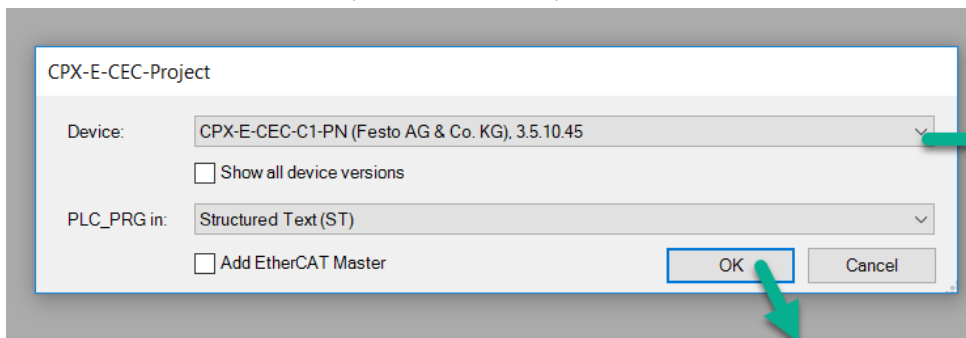 CPX-E-CEC-Project
Device: CPX-E-CEC-C1-PN (Festo AG & Co. KG), 3.5.10.45
Show all device versions
PLC_PRG in: Structured Text (ST)
Add EtherCAT Master OK Cancel